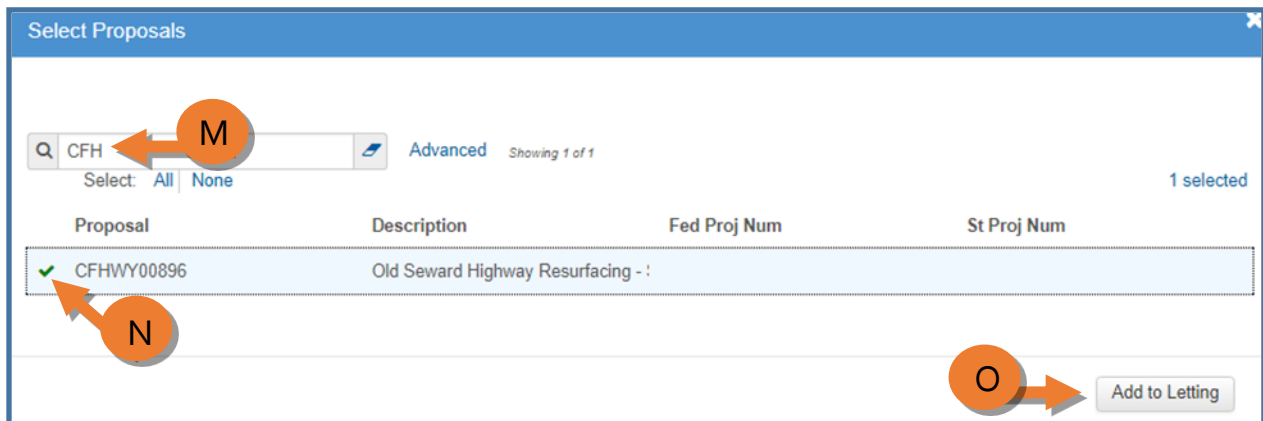 Select Proposals
M
CFH
Advanced Showing 1 of 1
Select: All None
1 selected
Proposal Description Fed Proj Num St Proj Num
CFHWY00896 Old Seward Highway Resurfacing -
N
O
Add to Letting